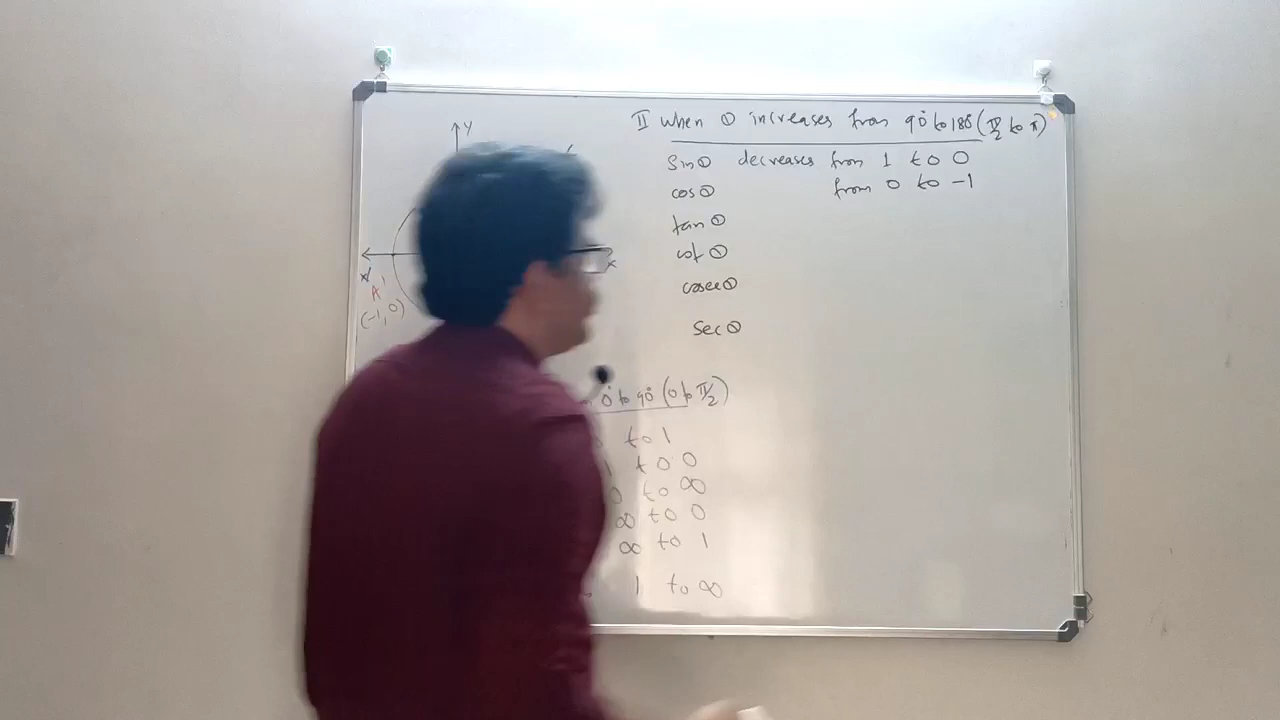 II when θ increases from 90° to 180° (π/2 to π)
sinθ decreases from 1 to 0
cosθ from 0 to -1
tanθ
cotθ
cosecθ
secθ
Y
X'
A'
(-1, 0)
x
0° to 90° (0 to π/2)
to 1
1 to 0
0 to ∞
∞ to 0
∞ to 1
1 to ∞